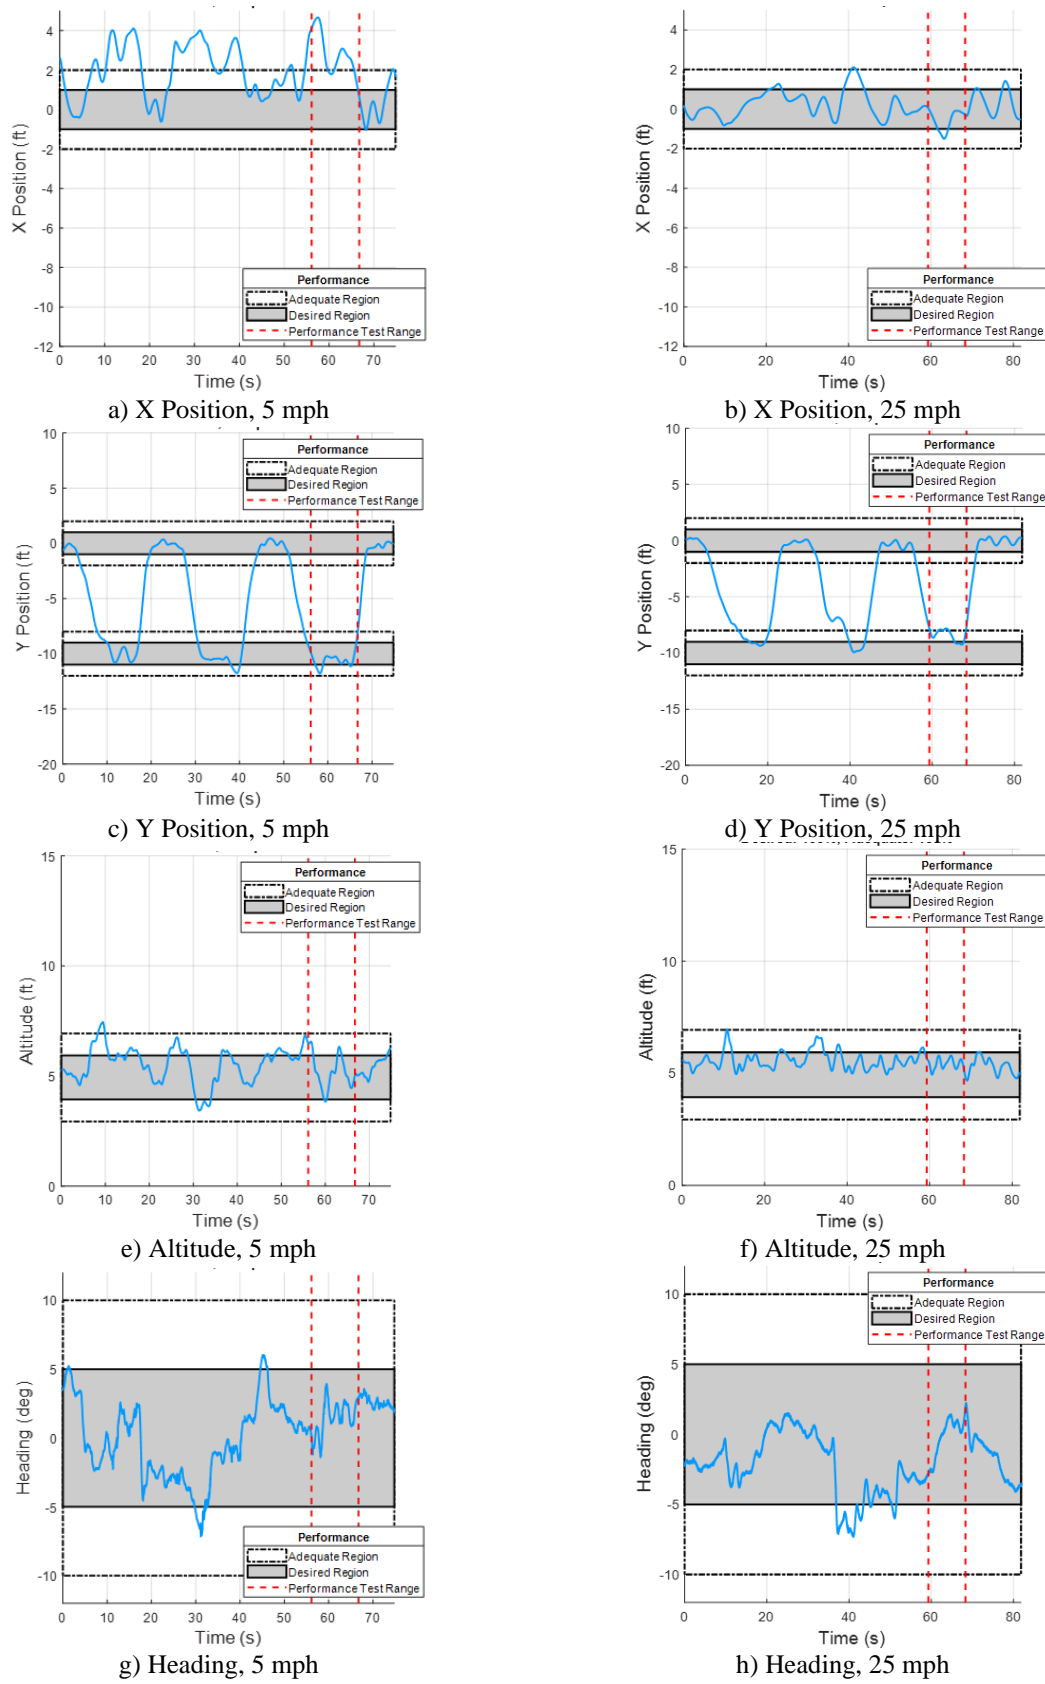 4
2
0
-2
-4
-6
-8
-10
-12
X Position (ft)
0 10 20 30 40 50 60 70
Time (s)
Performance
Adequate Region
Desired Region
Performance Test Range
a) X Position, 5 mph
4
2
0
-2
-4
-6
-8
-10
-12
X Position (ft)
0 20 40 60 80
Time (s)
Performance
Adequate Region
Desired Region
Performance Test Range
b) X Position, 25 mph
10
5
0
-5
-10
-15
-20
Y Position (ft)
0 10 20 30 40 50 60 70
Time (s)
Performance
Adequate Region
Desired Region
Performance Test Range
c) Y Position, 5 mph
10
5
0
-5
-10
-15
-20
Y Position (ft)
0 20 40 60 80
Time (s)
Performance
Adequate Region
Desired Region
Performance Test Range
d) Y Position, 25 mph
15
10
5
0
Altitude (ft)
0 10 20 30 40 50 60 70
Time (s)
Performance
Adequate Region
Desired Region
Performance Test Range
e) Altitude, 5 mph
15
10
5
0
Altitude (ft)
0 20 40 60 80
Time (s)
Performance
Adequate Region
Desired Region
Performance Test Range
f) Altitude, 25 mph
10
5
0
-5
-10
Heading (deg)
0 10 20 30 40 50 60 70
Time (s)
Performance
Adequate Region
Desired Region
Performance Test Range
g) Heading, 5 mph
10
5
0
-5
-10
Heading (deg)
0 20 40 60 80
Time (s)
Performance
Adequate Region
Desired Region
Performance Test Range
h) Heading, 25 mph